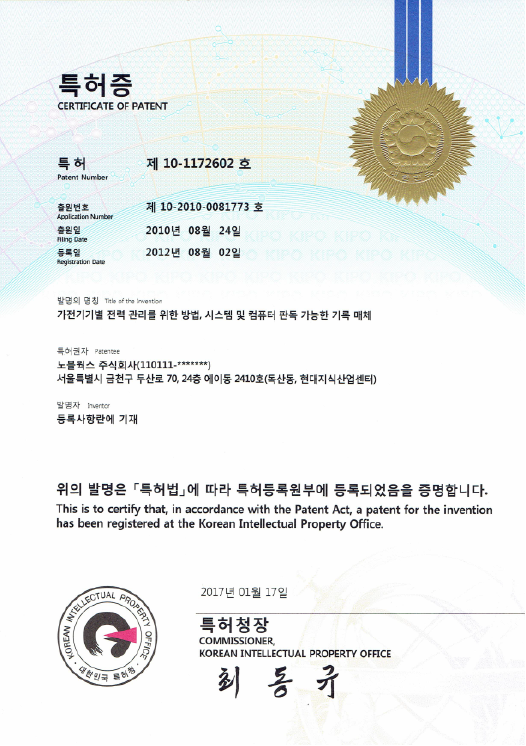 특허증
CERTIFICATE OF PATENT
특 허 제 10-1172602 호
Patent Number
출원번호 제 10-2010-0081773 호
Application Number
출원일 2010년 08월 24일
Filing Date
등록일 2012년 08월 02일
Registration Date
발명의 명칭 Title of the Invention
가전기기별 전력 관리를 위한 방법, 시스템 및 컴퓨터 판독 가능한 기록 매체
특허권자 Patentee
노블웍스 주식회사(110111-*******)
서울특별시 금천구 두산로 70, 24층 에이동 2410호(독산동, 현대지식산업센터)
발명자 Inventor
등록사항란에 기재
위의 발명은 「특허법」에 따라 특허등록원부에 등록되었음을 증명합니다.
This is to certify that, in accordance with the Patent Act, a patent for the invention
has been registered at the Korean Intellectual Property Office.
2017년 01월 17일
특허청장
COMMISSIONER,
KOREAN INTELLECTUAL PROPERTY OFFICE
최 동 규
KOREAN INTELLECTUAL PROPERTY OFFICE
대한민국 특허청
KIPO KIPO KIPO KIPO